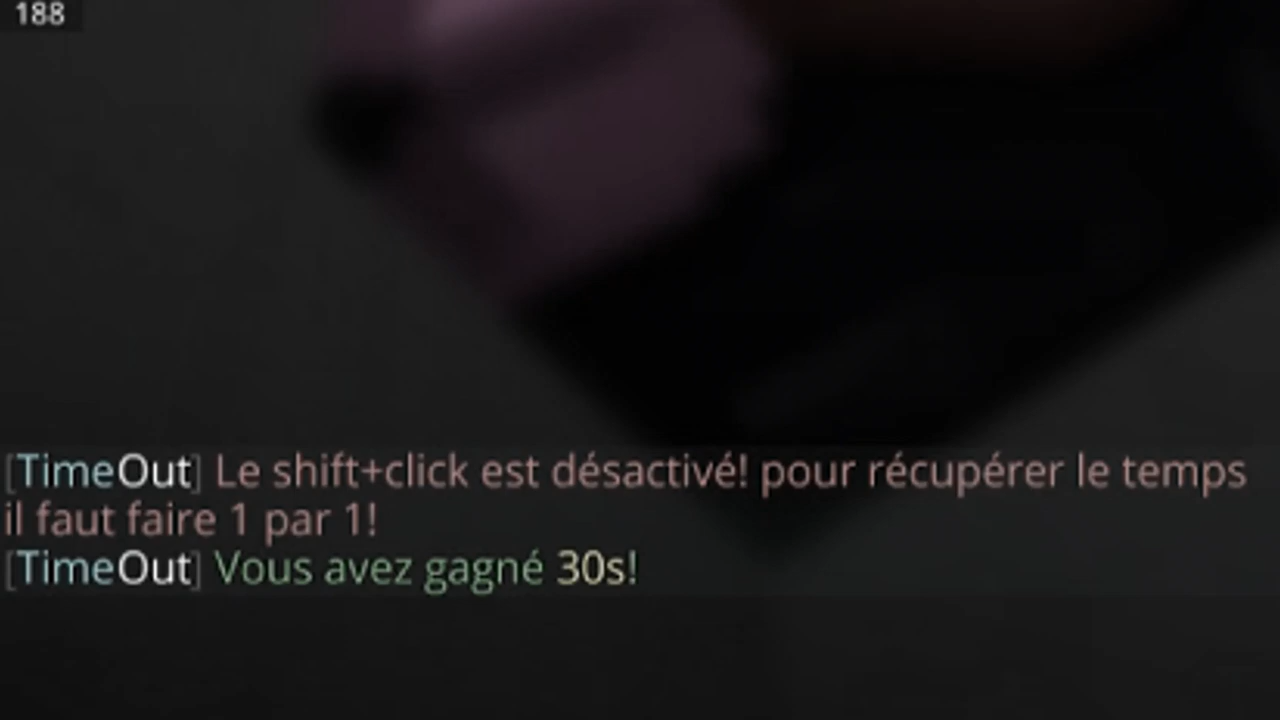 188
[TimeOut] Le shift+click est désactivé! pour récupérer le temps
il faut faire 1 par 1!
[TimeOut] Vous avez gagné 30s!